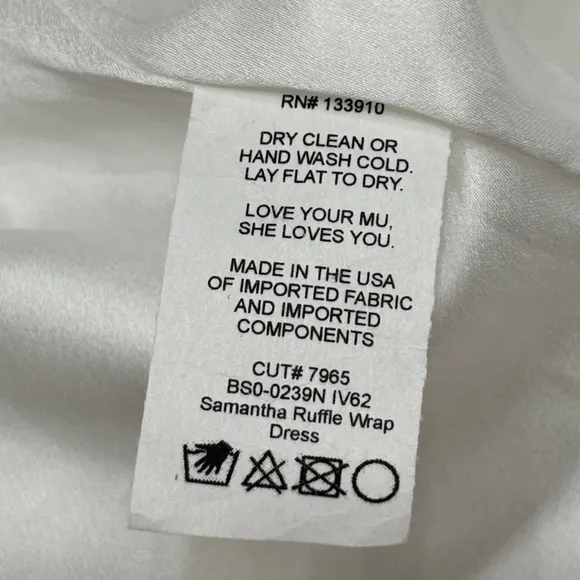 RN# 133910
DRY CLEAN OR
HAND WASH COLD.
LAY FLAT TO DRY.
LOVE YOUR MU,
SHE LOVES YOU.
MADE IN THE USA
OF IMPORTED FABRIC
AND IMPORTED
COMPONENTS
CUT# 7965
BS0-0239N IV62
Samantha Ruffle Wrap
Dress